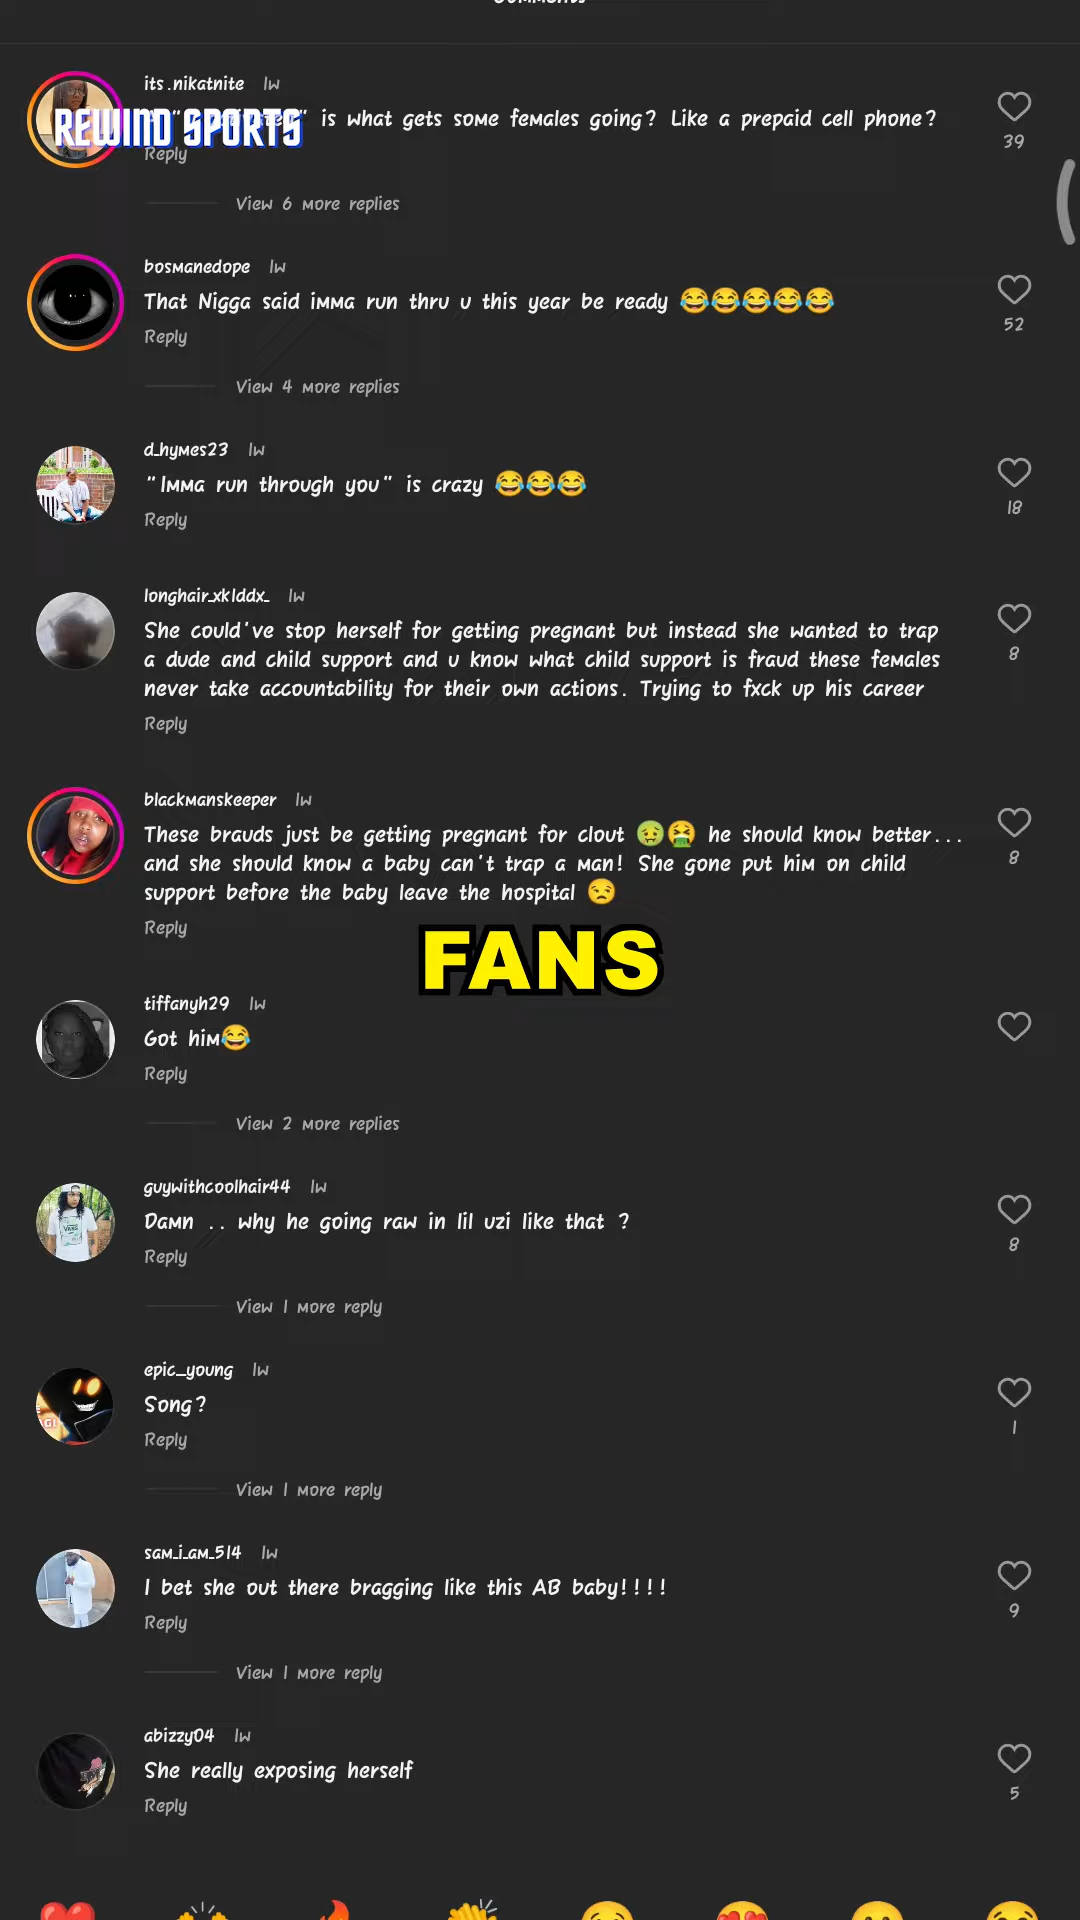 its.nikatnite 1w
REWIND SPORTS
" is what gets some females going? Like a prepaid cell phone?
39
Reply
View 6 more replies
bosmanedope 1w
That Nigga said imma run thru u this year be ready 😂😂😂😂😂
52
Reply
View 4 more replies
d_hymes23 1w
"Imma run through you" is crazy 😂😂😂
18
Reply
longhair_xklddx_ 1w
She could've stop herself for getting pregnant but instead she wanted to trap
a dude and child support and u know what child support is fraud these females
never take accountability for their own actions. Trying to fxck up his career
8
Reply
blackmanskeeper 1w
These brauds just be getting pregnant for clout 🤢🤮 he should know better...
and she should know a baby can't trap a man! She gone put him on child
support before the baby leave the hospital 😒
8
Reply
FANS
tiffanyh29 1w
Got him😂
Reply
View 2 more replies
guywithcoolhair44 1w
Damn .. why he going raw in lil uzi like that ?
8
Reply
View 1 more reply
epic_young 1w
Song?
1
Reply
View 1 more reply
sam_i_am_514 1w
I bet she out there bragging like this AB baby!!!!
9
Reply
View 1 more reply
abizzy04 1w
She really exposing herself
5
Reply